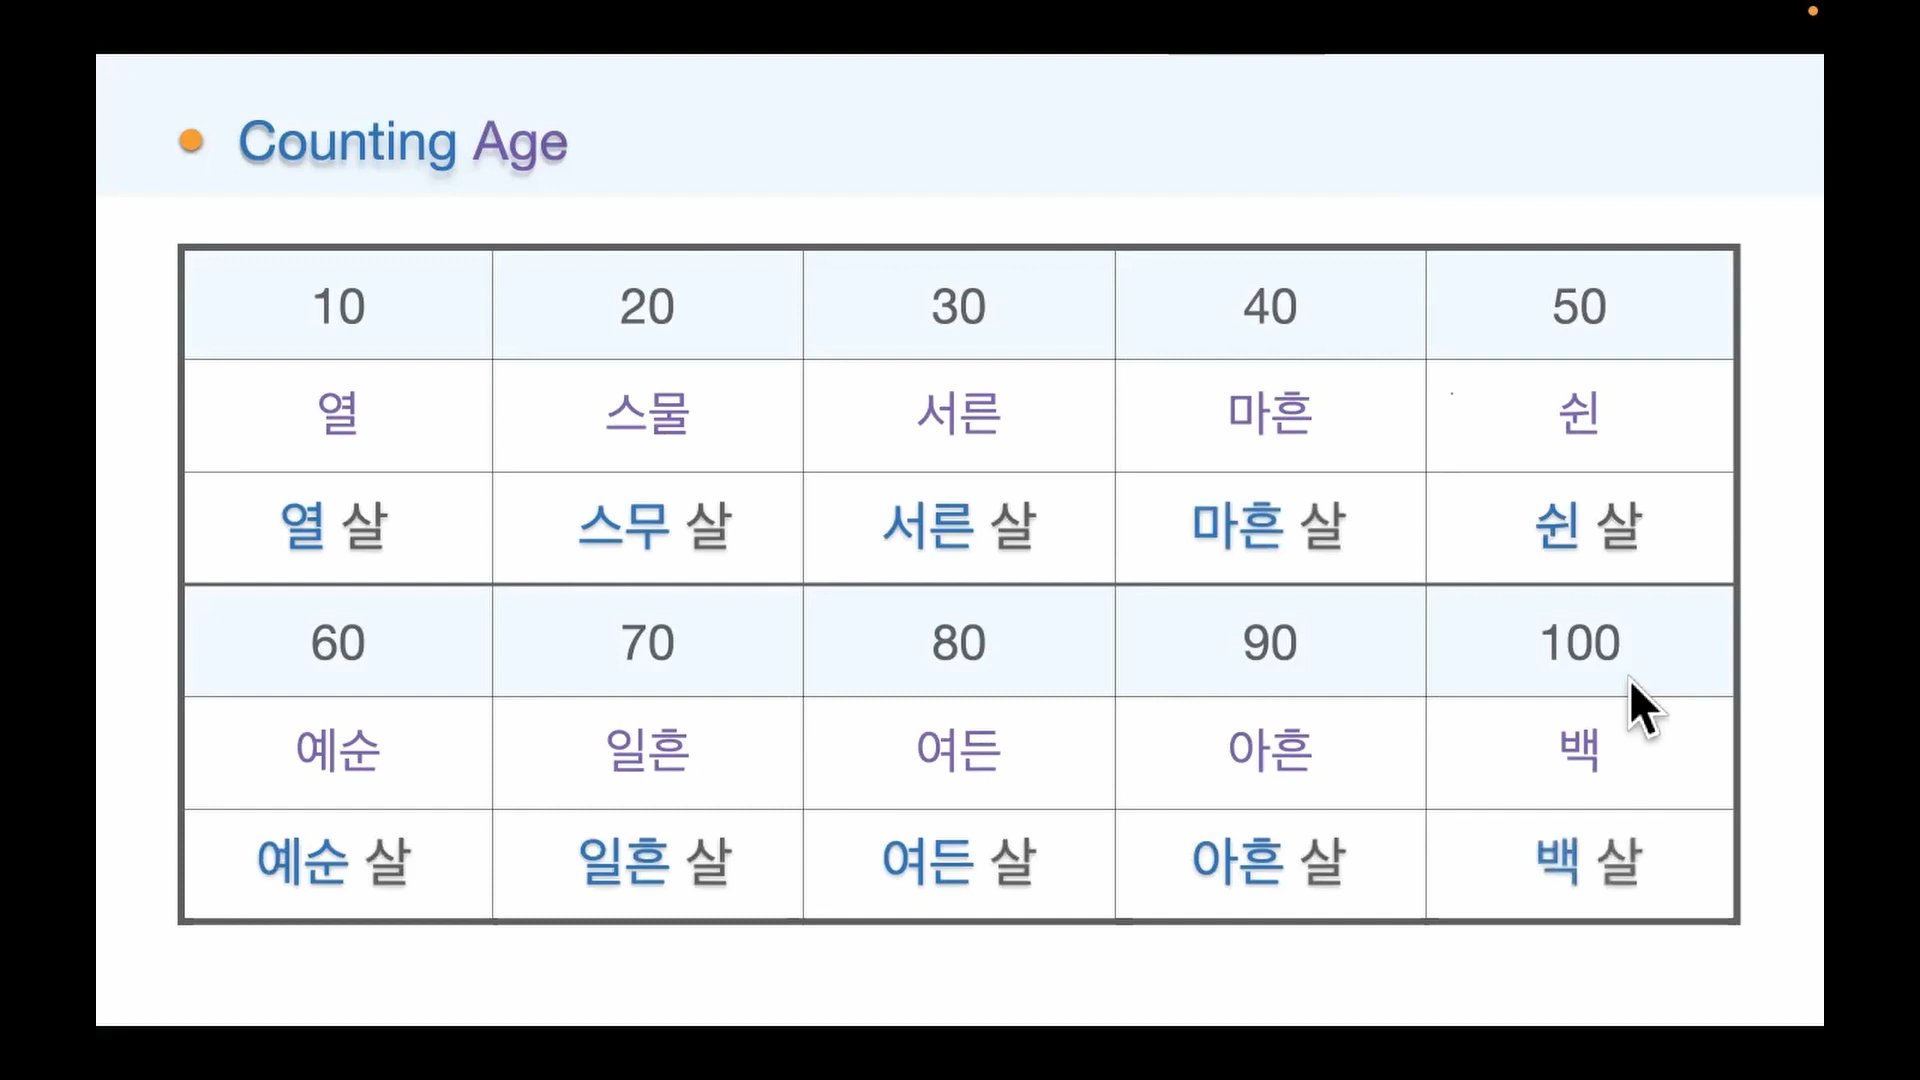 Counting Age
10 20 30 40 50
열 스물 서른 마흔 쉰
열 살 스무 살 서른 살 마흔 살 쉰 살
60 70 80 90 100
예순 일흔 여든 아흔 백
예순 살 일흔 살 여든 살 아흔 살 백 살